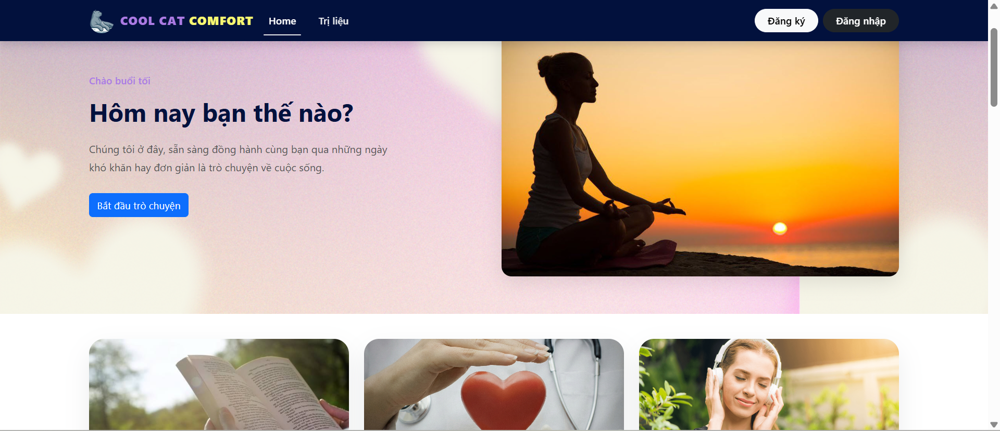 COOL CAT COMFORT
Home
Trị liệu
Đăng ký
Đăng nhập
Chào buổi tối
Hôm nay bạn thế nào?
Chúng tôi ở đây, sẵn sàng đồng hành cùng bạn qua những ngày
khó khăn hay đơn giản là trò chuyện về cuộc sống.
Bắt đầu trò chuyện